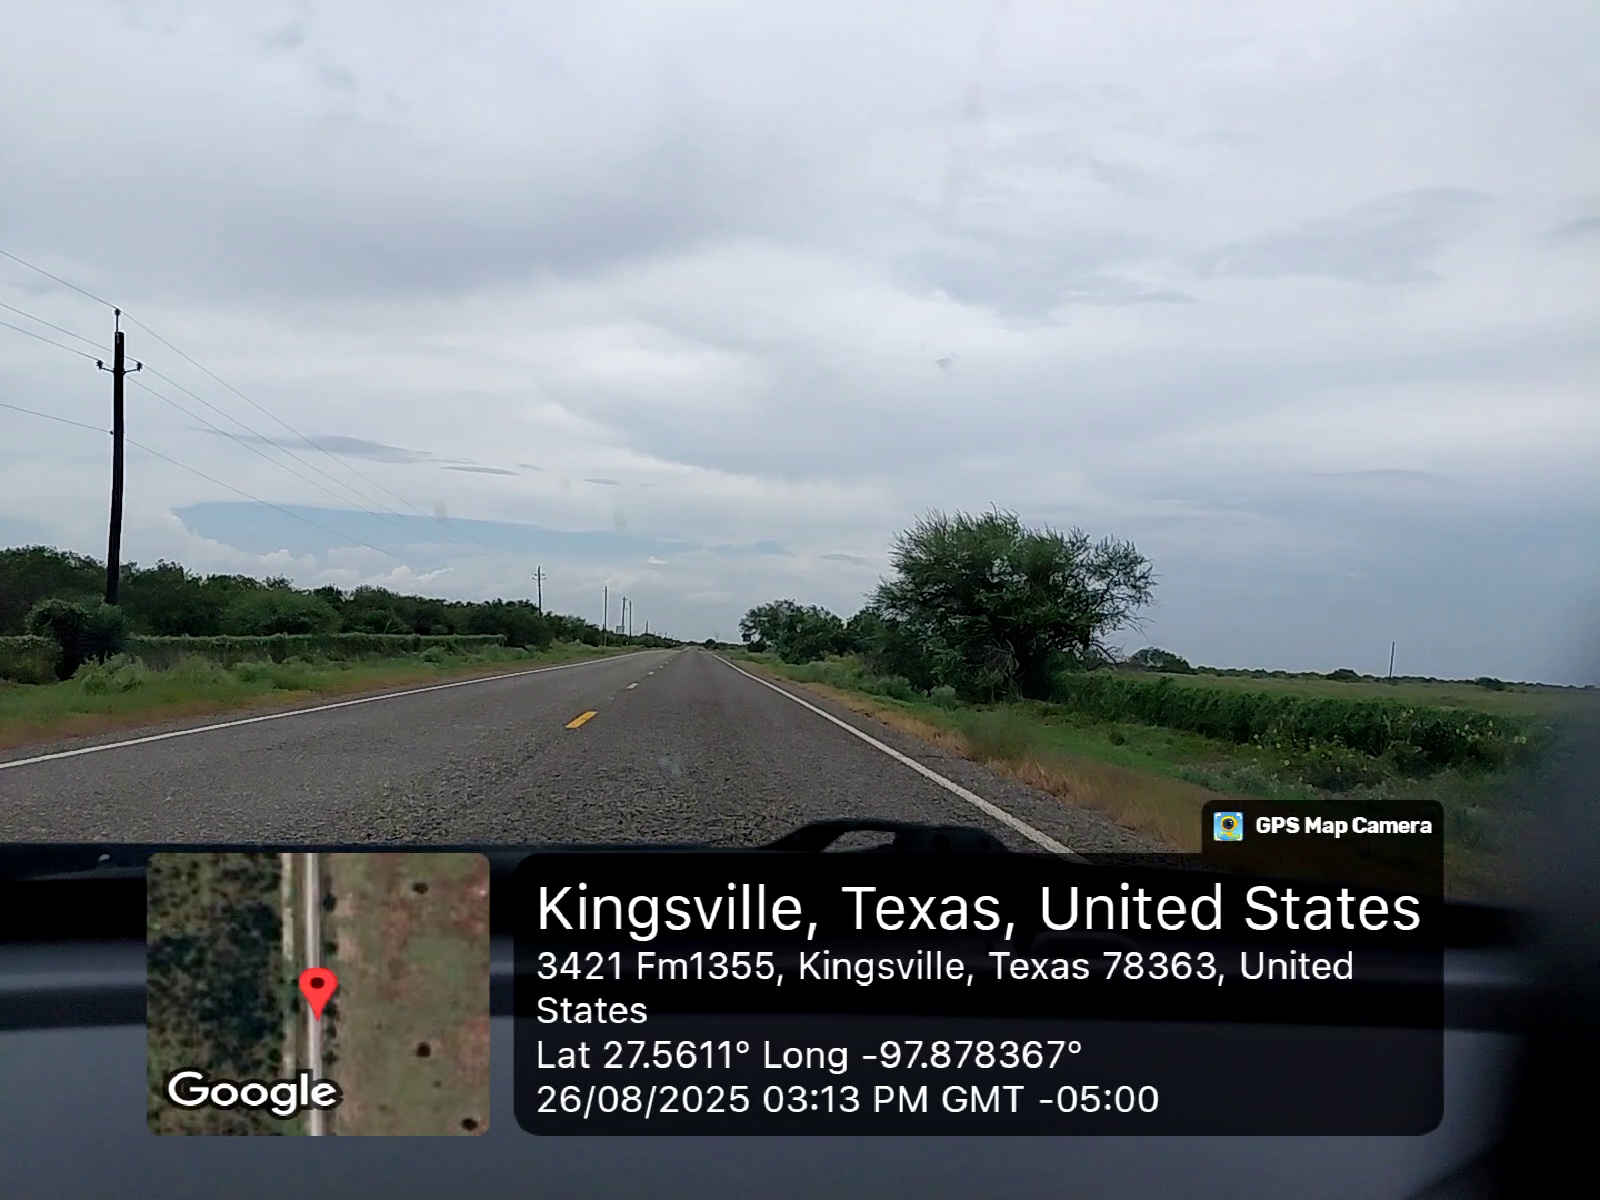 GPS Map Camera
Kingsville, Texas, United States
3421 Fm1355, Kingsville, Texas 78363, United
States
Lat 27.5611° Long -97.878367°
26/08/2025 03:13 PM GMT -05:00
Google